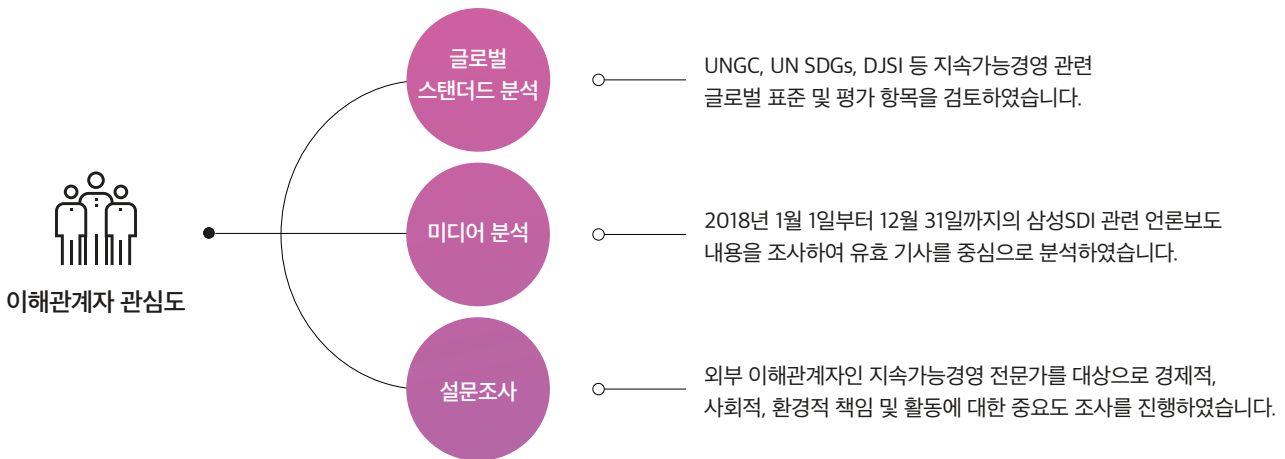 이해관계자 관심도
글로벌
스탠더드 분석
UNGC, UN SDGs, DJSI 등 지속가능경영 관련
글로벌 표준 및 평가 항목을 검토하였습니다.
미디어 분석
2018년 1월 1일부터 12월 31일까지의 삼성SDI 관련 언론보도
내용을 조사하여 유효 기사를 중심으로 분석하였습니다.
설문조사
외부 이해관계자인 지속가능경영 전문가를 대상으로 경제적,
사회적, 환경적 책임 및 활동에 대한 중요도 조사를 진행하였습니다.